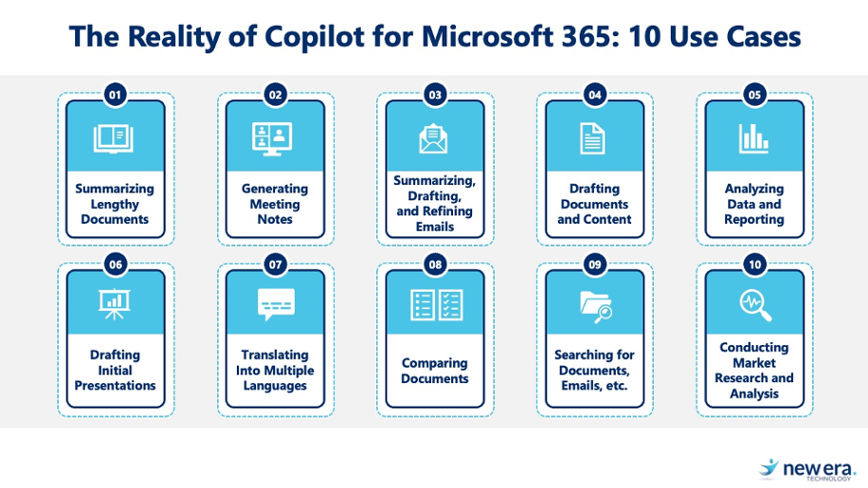 The Reality of Copilot for Microsoft 365: 10 Use Cases
01
Summarizing
Lengthy
Documents
02
Generating
Meeting
Notes
03
Summarizing,
Drafting,
and Refining
Emails
04
Drafting
Documents
and Content
05
Analyzing
Data and
Reporting
06
Drafting
Initial
Presentations
07
Translating
Into Multiple
Languages
08
Comparing
Documents
09
Searching for
Documents,
Emails, etc.
10
Conducting
Market
Research and
Analysis
new era
TECHNOLOGY